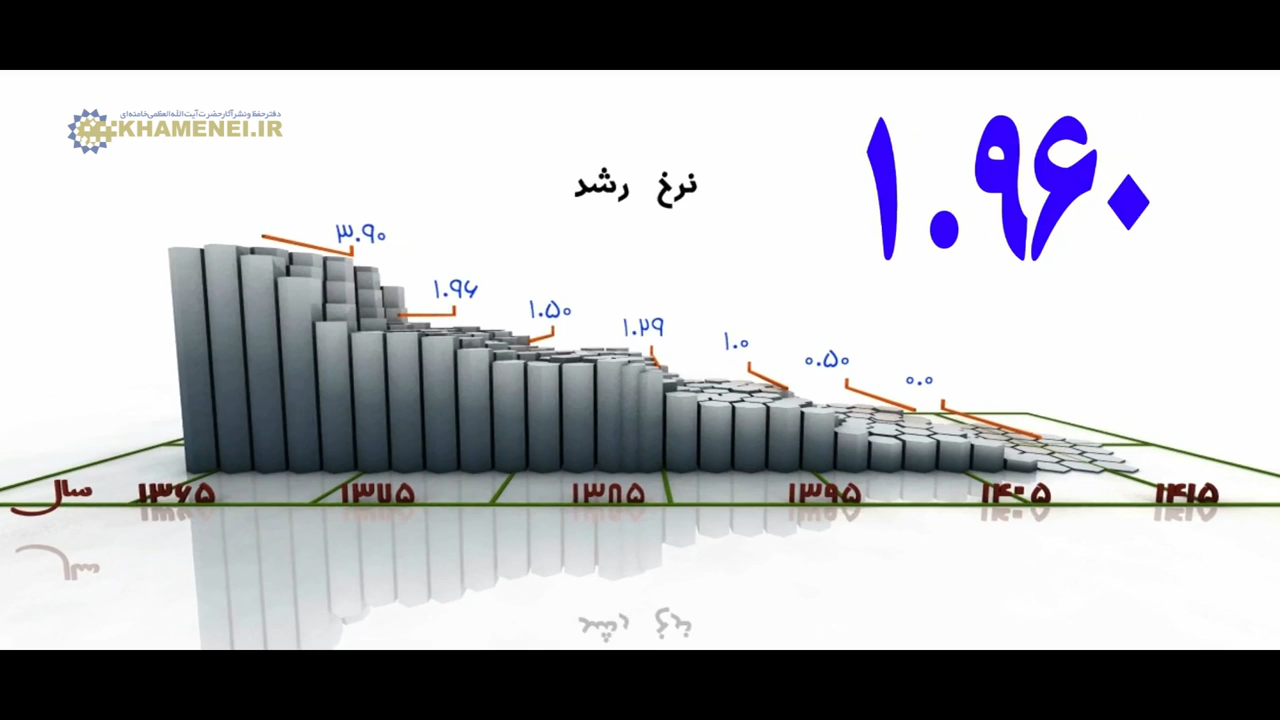 دفتر حفظ و نشر آثار حضرت آیت‌الله‌العظمی خامنه‌ای
KHAMENEI.IR
۱.۹۶۰
نرخ رشد
۳.۹۰
۱.۹۶
۱.۵۰
۱.۲۹
۱.۰
۰.۵۰
۰.۰
سال ۱۳۶۵ ۱۳۷۵ ۱۳۸۵ ۱۳۹۵ ۱۴۰۵ ۱۴۱۵